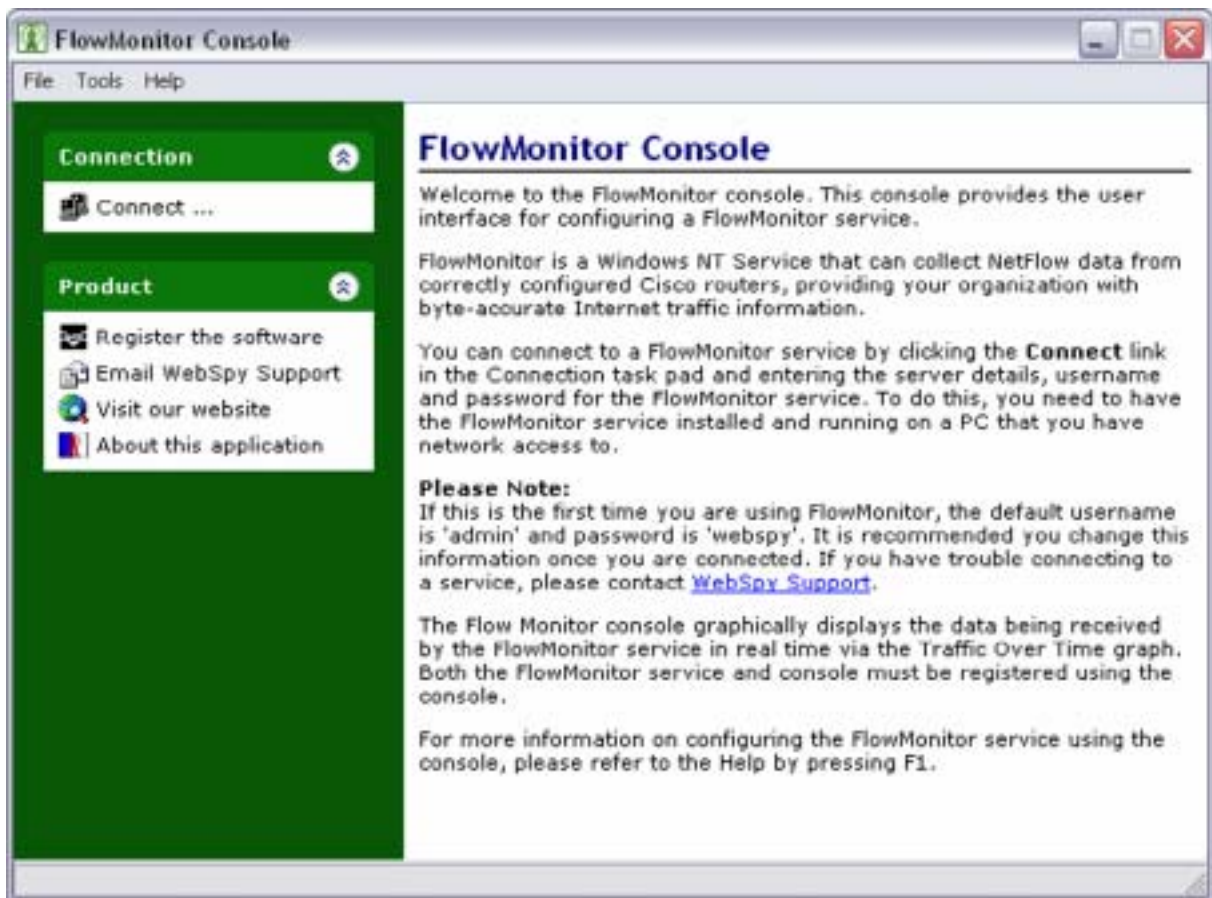 FlowMonitor Console
File Tools Help
Connection
Connect ...
Product
Register the software
Email WebSpy Support
Visit our website
About this application
FlowMonitor Console
Welcome to the FlowMonitor console. This console provides the user
interface for configuring a FlowMonitor service.
FlowMonitor is a Windows NT Service that can collect NetFlow data from
correctly configured Cisco routers, providing your organization with
byte-accurate Internet traffic information.
You can connect to a FlowMonitor service by clicking the Connect link
in the Connection task pad and entering the server details, username
and password for the FlowMonitor service. To do this, you need to have
the FlowMonitor service installed and running on a PC that you have
network access to.
Please Note:
If this is the first time you are using FlowMonitor, the default username
is 'admin' and password is 'webspy'. It is recommended you change this
information once you are connected. If you have trouble connecting to
a service, please contact WebSpy Support.
The Flow Monitor console graphically displays the data being received
by the FlowMonitor service in real time via the Traffic Over Time graph.
Both the FlowMonitor service and console must be registered using the
console.
For more information on configuring the FlowMonitor service using the
console, please refer to the Help by pressing F1.